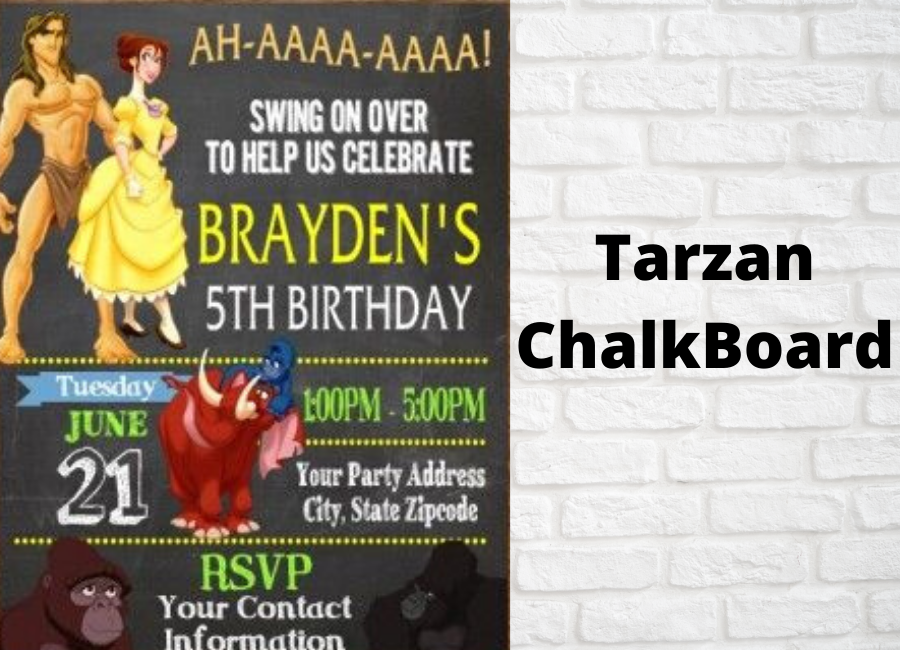 AH-AAAA-AAAA!
SWING ON OVER
TO HELP US CELEBRATE
BRAYDEN'S
5TH BIRTHDAY
Tuesday
JUNE
21
1:00PM - 5:00PM
Your Party Address
City, State Zipcode
RSVP
Your Contact
Information
Tarzan
ChalkBoard